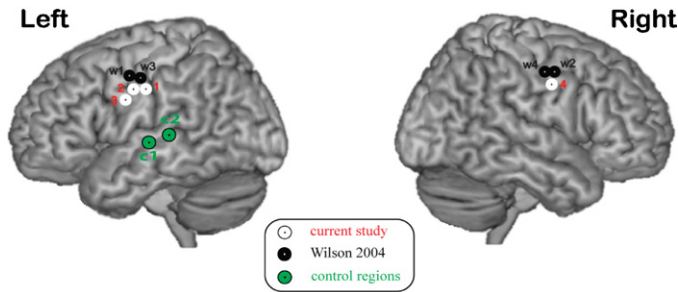 Left
Right
w1 w3
2 1
3
c2
c1
w4 w2
4
current study
Wilson 2004
control regions